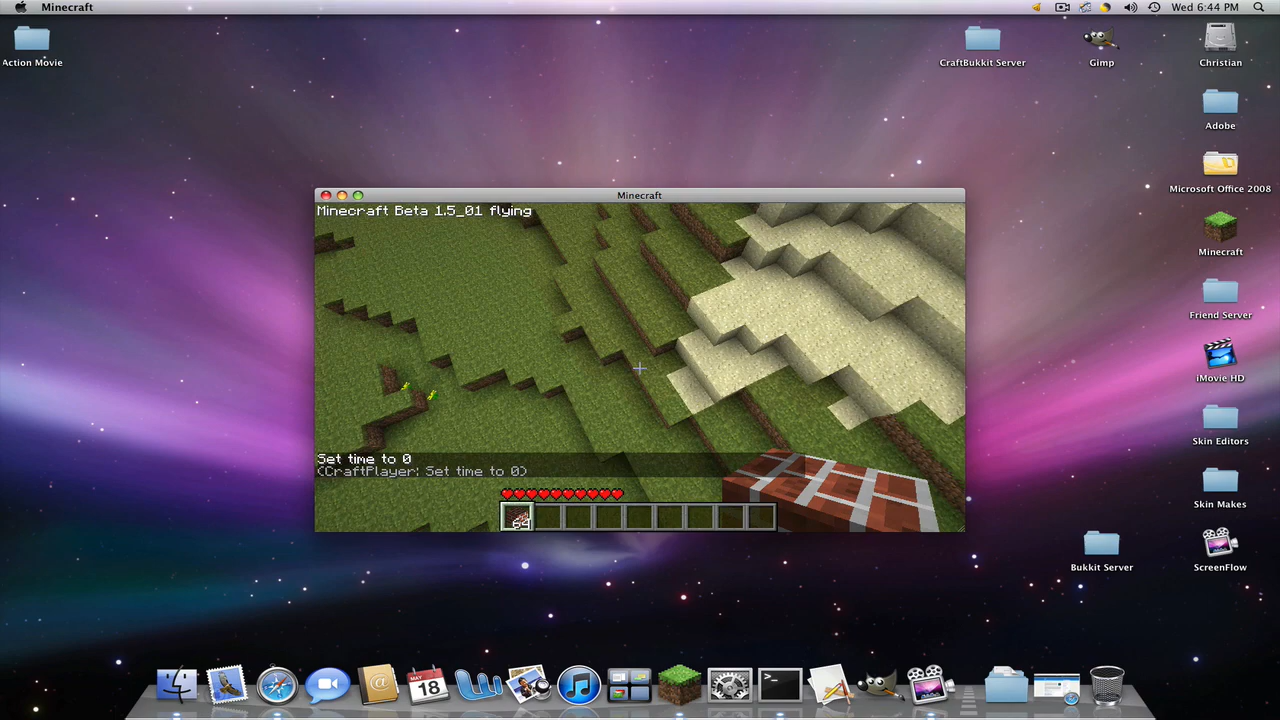 Minecraft
Wed 6:44 PM
Action Movie
CraftBukkit Server
Gimp
Christian
Adobe
Microsoft Office 2008
Minecraft
Minecraft
Minecraft Beta 1.5_01 flying
Friend Server
iMovie HD
Skin Editors
Set time to 0
(CraftPlayer: Set time to 0)
64
Skin Makes
Bukkit Server
ScreenFlow
MAY
18